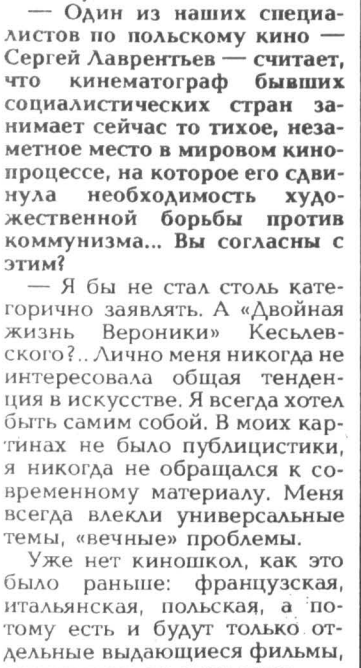 — Один из наших специа-
листов по польскому кино —
Сергей Лаврентьев — считает,
что кинематограф бывших
социалистических стран за-
нимает сейчас то тихое, неза-
метное место в мировом кино-
процессе, на которое его сдви-
нула необходимость худо-
жественной борьбы против
коммунизма... Вы согласны с
этим?
— Я бы не стал столь кате-
горично заявлять. А «Двойная
жизнь Вероники» Кесьлев-
ского?.. Лично меня никогда не
интересовала общая тенден-
ция в искусстве. Я всегда хотел
быть самим собой. В моих кар-
тинах не было публицистики,
я никогда не обращался к со-
временному материалу. Меня
всегда влекли универсальные
темы, «вечные» проблемы.
Уже нет киношкол, как это
было раньше: французская,
итальянская, польская, а по-
тому есть и будут только от-
дельные выдающиеся фильмы,